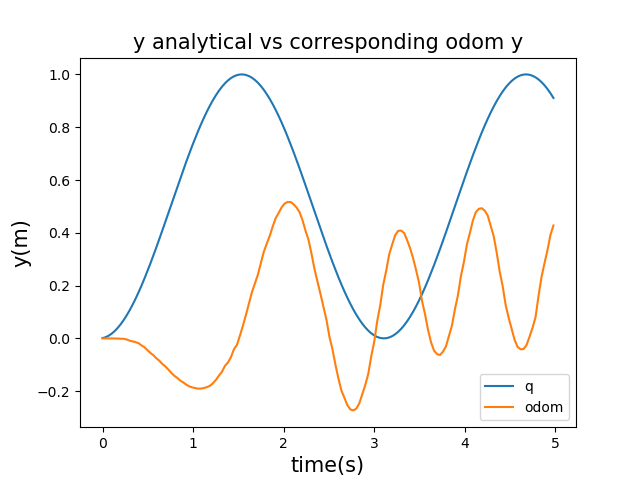 y analytical vs corresponding odom y
y(m)
1.0
0.8
0.6
0.4
0.2
0.0
−0.2
0 1 2 3 4 5
time(s)
q
odom